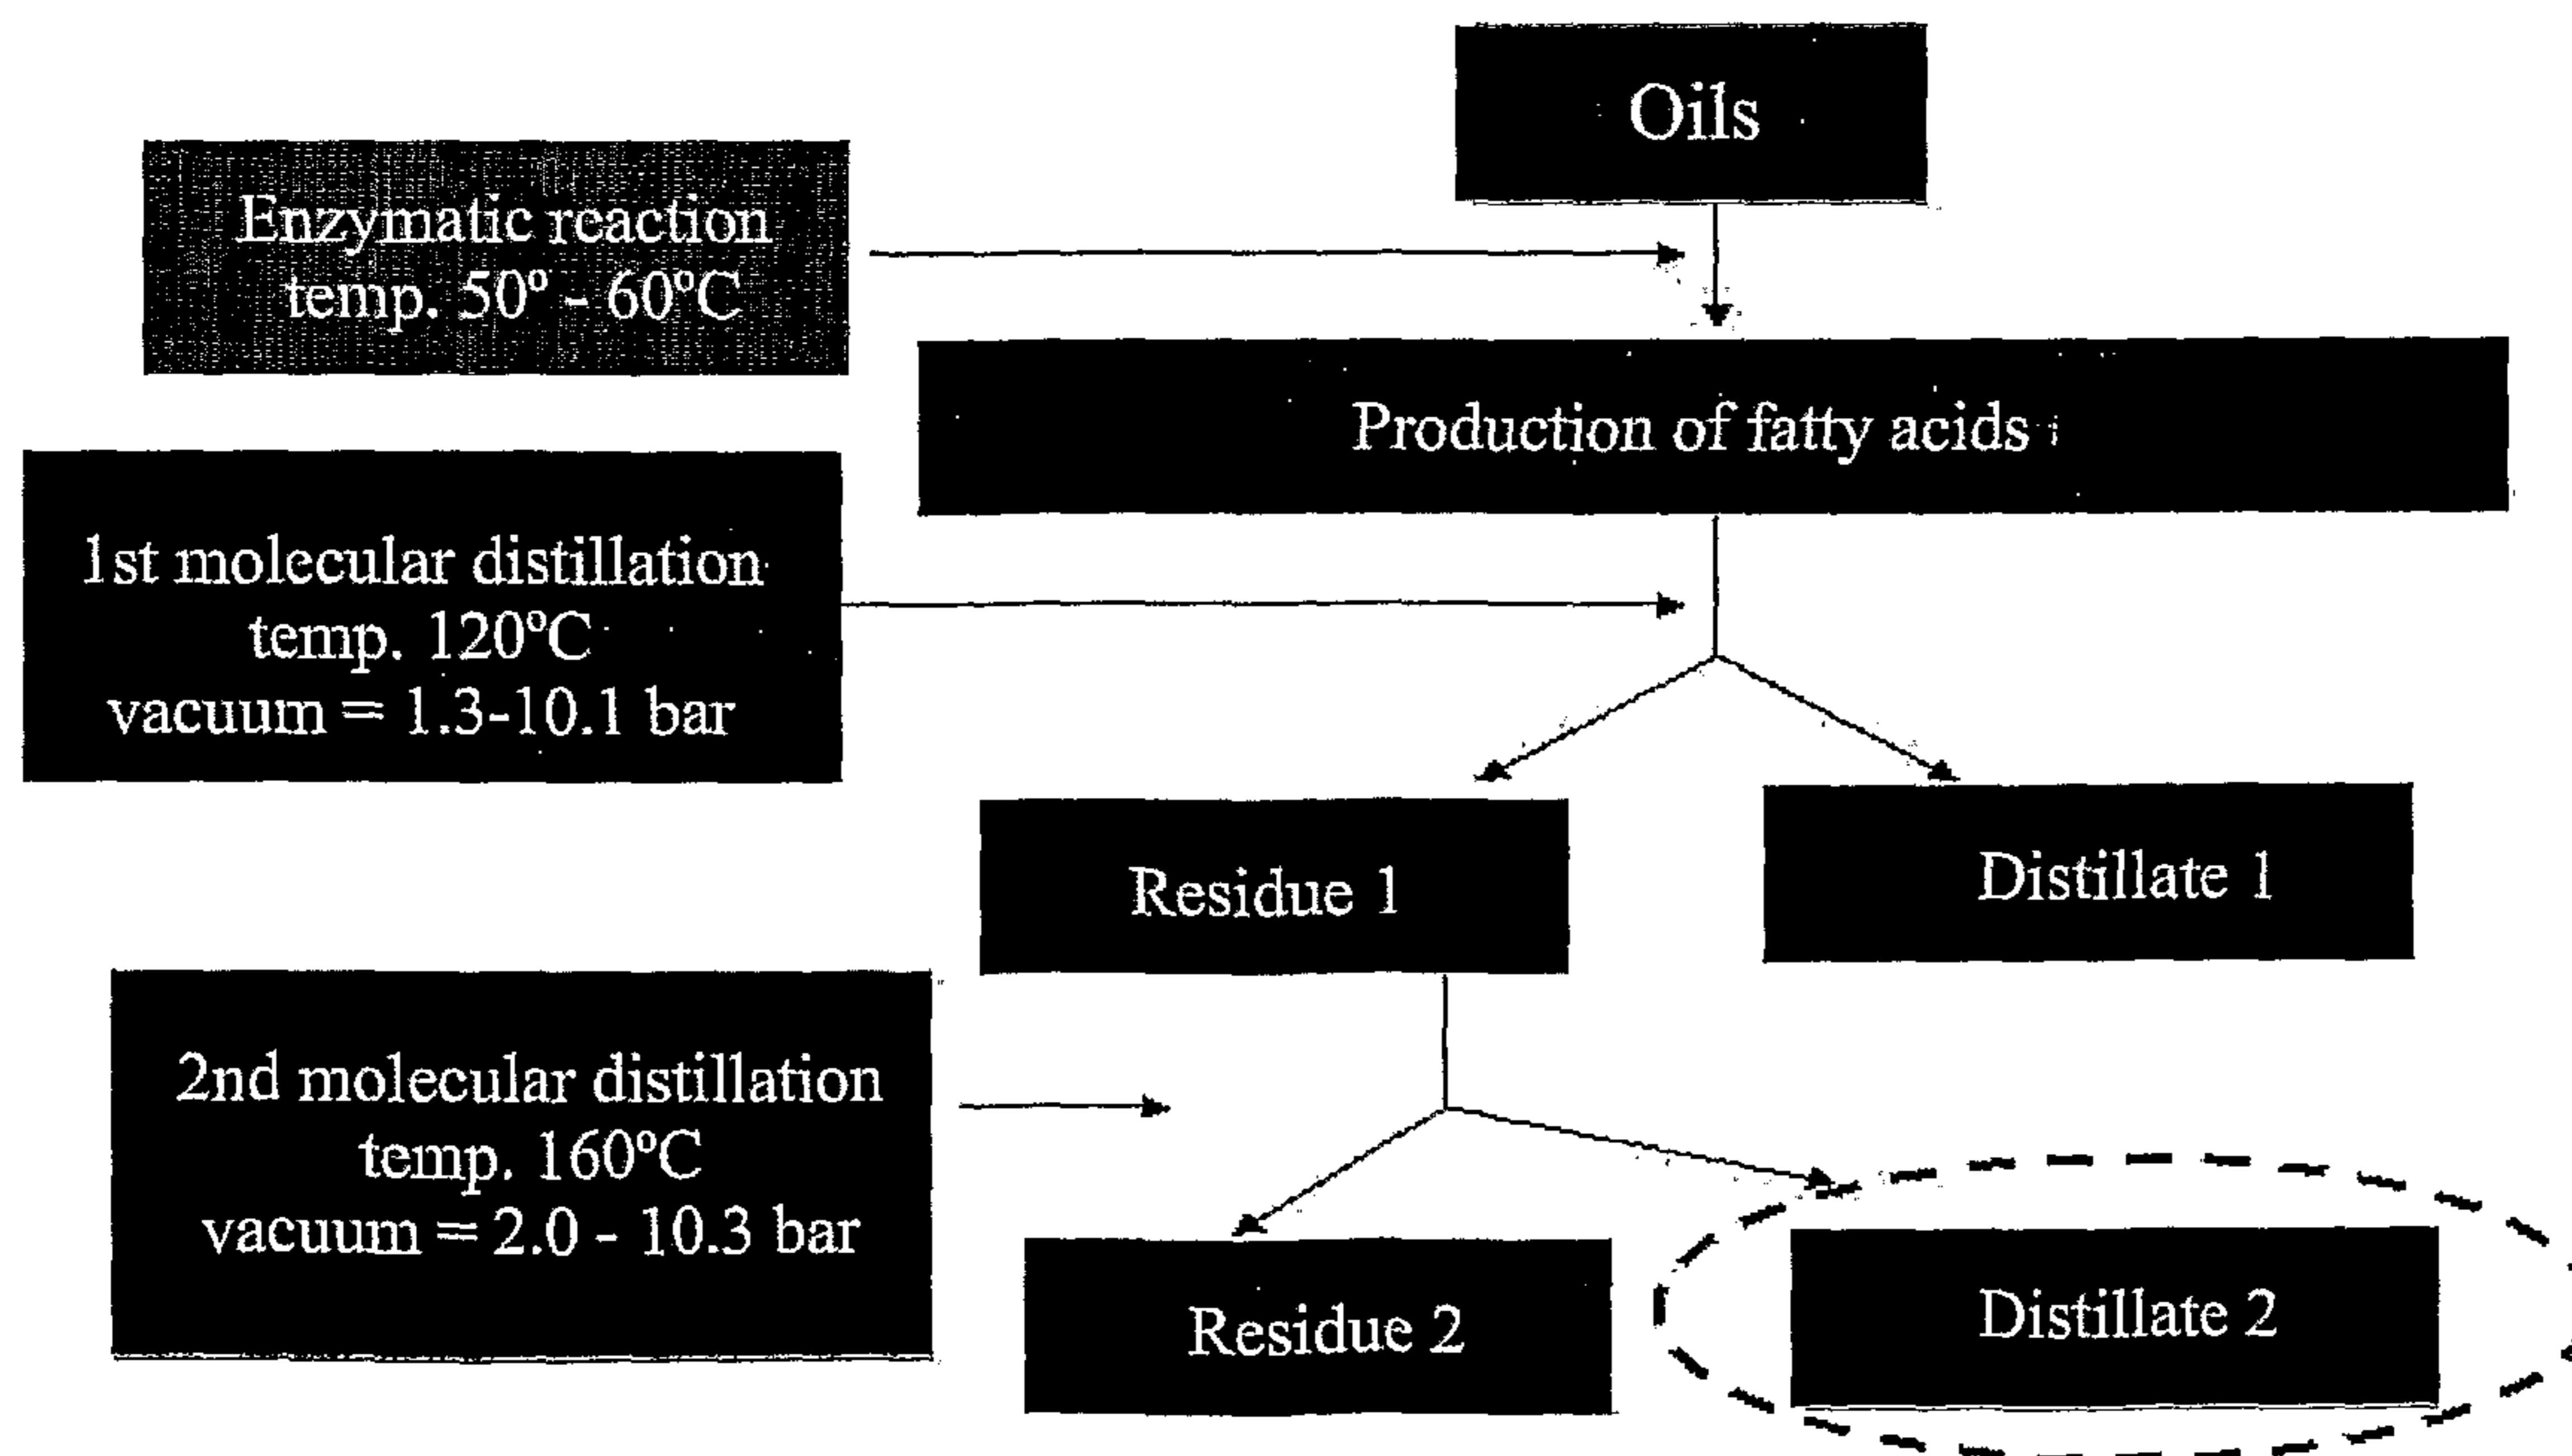 Oils
Enzymatic reaction
temp. 50º - 60ºC
Production of fatty acids
1st molecular distillation
temp. 120ºC
vacuum = 1.3-10.1 bar
Residue 1
Distillate 1
2nd molecular distillation
temp. 160ºC
vacuum = 2.0 - 10.3 bar
Residue 2
Distillate 2